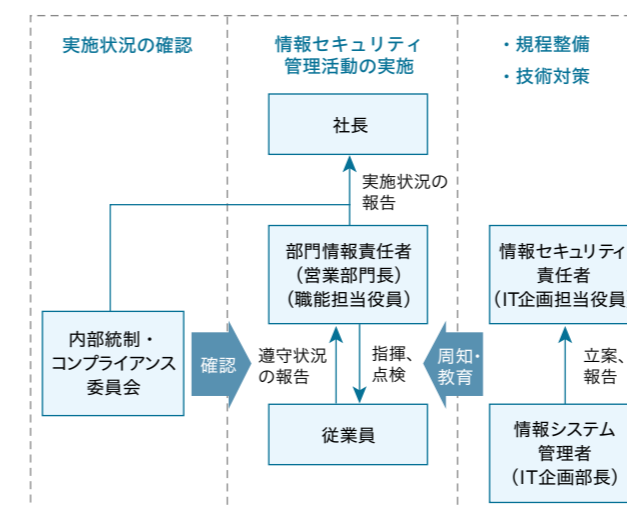 実施状況の確認
情報セキュリティ
管理活動の実施
・規程整備
・技術対策
社長
実施状況の
報告
部門情報責任者
（営業部門長）
（職能担当役員）
情報セキュリティ
責任者
（IT企画担当役員）
内部統制・
コンプライアンス
委員会
確認
遵守状況
の報告
指揮、
点検
周知・
教育
立案、
報告
従業員
情報システム
管理者
（IT企画部長）